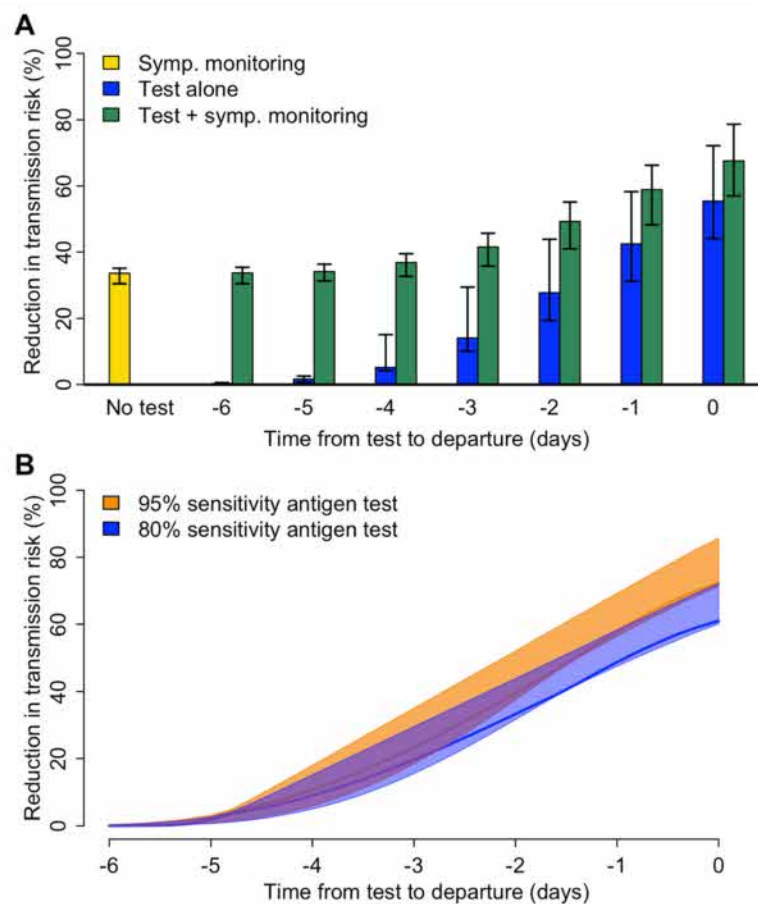 A
Reduction in transmission risk (%)
100
80
60
40
20
0
Symp. monitoring
Test alone
Test + symp. monitoring
No test -6 -5 -4 -3 -2 -1 0
Time from test to departure (days)
B
Reduction in transmission risk (%)
100
80
60
40
20
0
95% sensitivity antigen test
80% sensitivity antigen test
-6 -5 -4 -3 -2 -1 0
Time from test to departure (days)